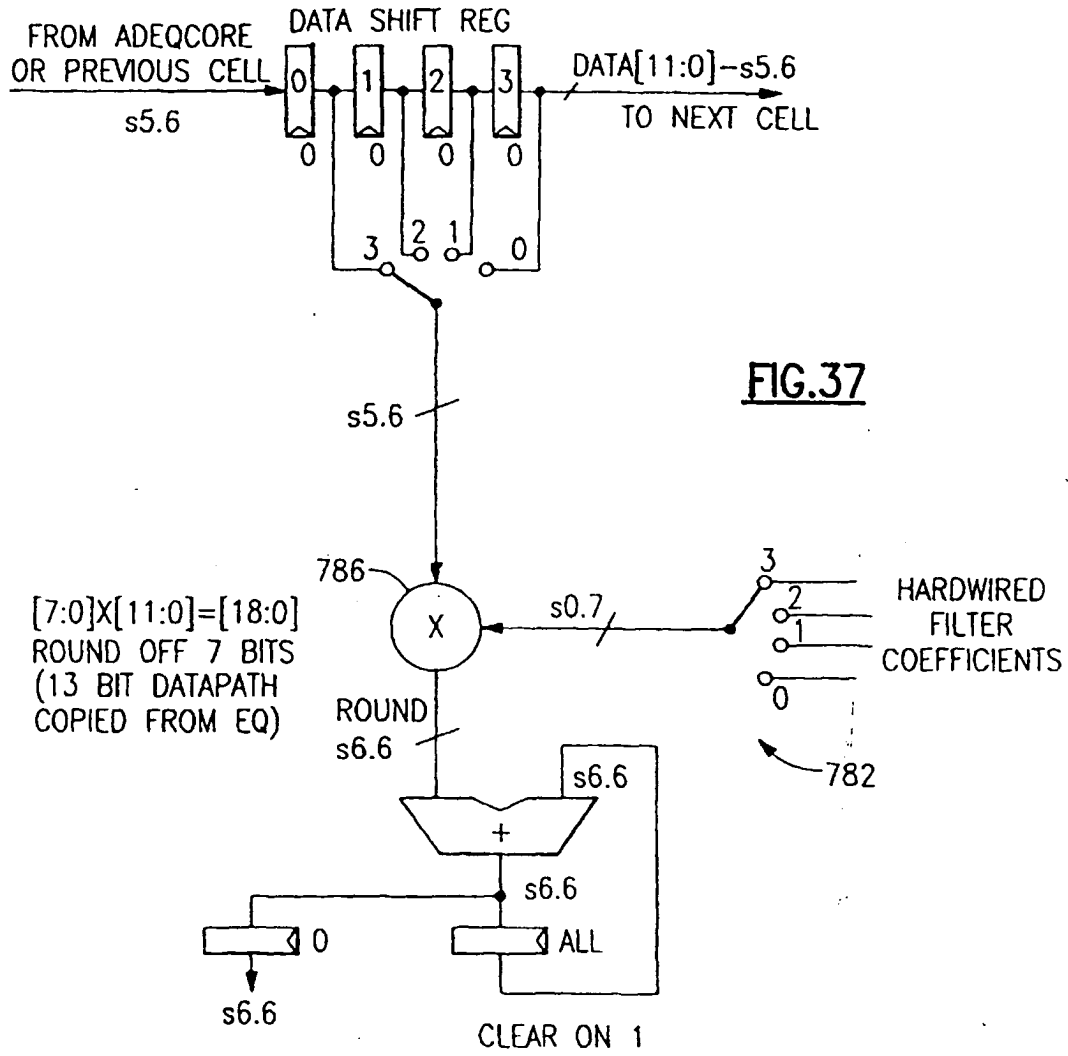 DATA SHIFT REG
FROM ADEQCORE
OR PREVIOUS CELL
s5.6
0
1
2
3
0
0
0
0
DATA[11:0]-s5.6
TO NEXT CELL
3
2
1
0
s5.6
FIG.37
786
X
s0.7
3
2
1
0
HARDWIRED
FILTER
COEFFICIENTS
782
[7:0]X[11:0]=[18:0]
ROUND OFF 7 BITS
(13 BIT DATAPATH
COPIED FROM EQ)
ROUND
s6.6
s6.6
+
s6.6
0
ALL
s6.6
CLEAR ON 1